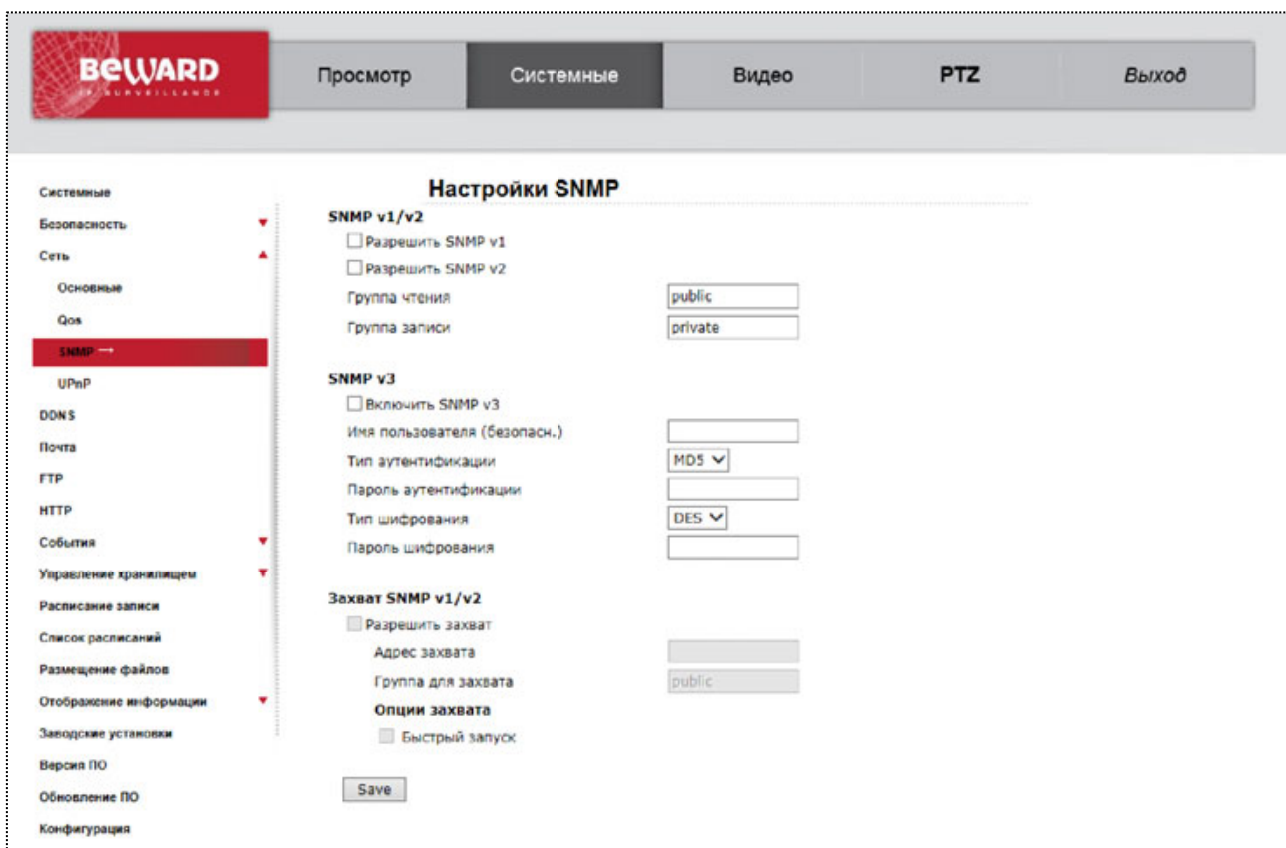 BEWARD
IP SURVEILLANCE
Просмотр
Системные
Видео
PTZ
Выход
Системные
Безопасность
Сеть
Основные
Qos
SNMP →
UPnP
DDNS
Почта
FTP
HTTP
События
Управление хранилищем
Расписание записи
Список расписаний
Размещение файлов
Отображение информации
Заводские установки
Версия ПО
Обновление ПО
Конфигурация
Настройки SNMP
SNMP v1/v2
Разрешить SNMP v1
Разрешить SNMP v2
Группа чтения public
Группа записи private
SNMP v3
Включить SNMP v3
Имя пользователя (безопасн.)
Тип аутентификации MD5
Пароль аутентификации
Тип шифрования DES
Пароль шифрования
Захват SNMP v1/v2
Разрешить захват
Адрес захвата
Группа для захвата public
Опции захвата
Быстрый запуск
Save